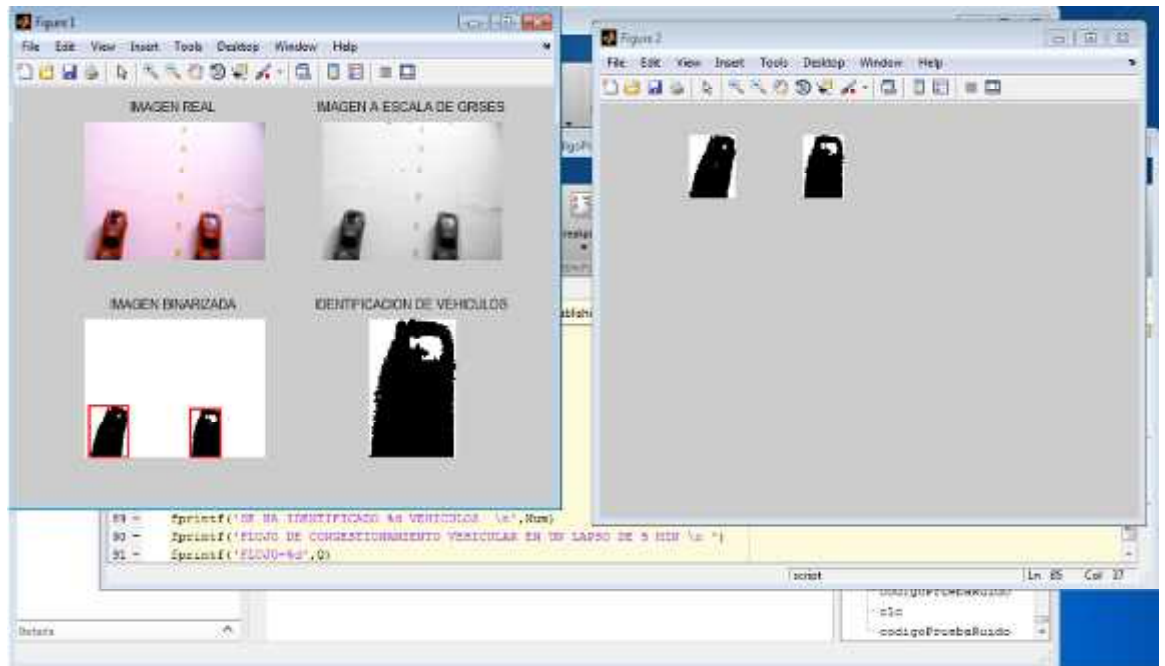 Figure 1
File Edit View Insert Tools Desktop Window Help
IMAGEN REAL
IMAGEN A ESCALA DE GRISES
IMAGEN BINARIZADA
IDENTIFICACION DE VEHICULOS
Figure 2
File Edit View Insert Tools Desktop Window Help
89 - fprintf('SE HA IDENTIFICADO %d VEHICULOS \n',Num)
90 - fprintf('FLUJO DE CONGESTIONAMIENTO VEHICULAR EN UN LAPSO DE 5 MIN \n ')
91 - fprintf('FLUJO=%d',Q)
script
Ln 85 Col 37
codigoPruebaRuido
clc
codigoPruebaRuido
Details